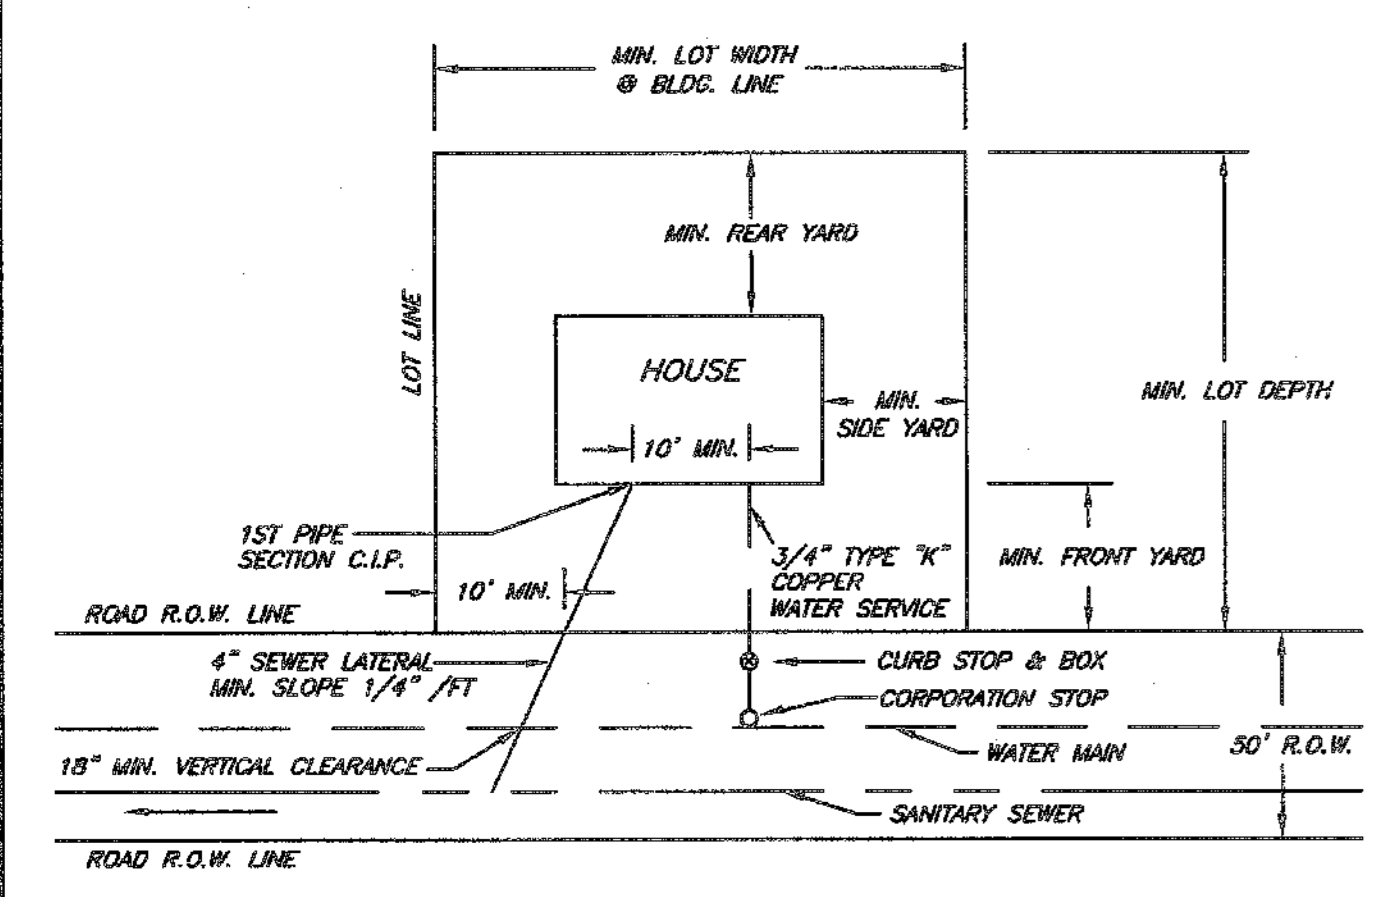 MIN. LOT WIDTH
@ BLDG. LINE
MIN. REAR YARD
LOT LINE
HOUSE
MIN. LOT DEPTH
MIN.
SIDE YARD
10' MIN.
1ST PIPE
SECTION C.I.P.
3/4" TYPE "K"
COPPER
WATER SERVICE
MIN. FRONT YARD
10' MIN.
ROAD R.O.W. LINE
4" SEWER LATERAL
MIN. SLOPE 1/4" /FT
CURB STOP & BOX
CORPORATION STOP
WATER MAIN
50' R.O.W.
18" MIN. VERTICAL CLEARANCE
SANITARY SEWER
ROAD R.O.W. LINE